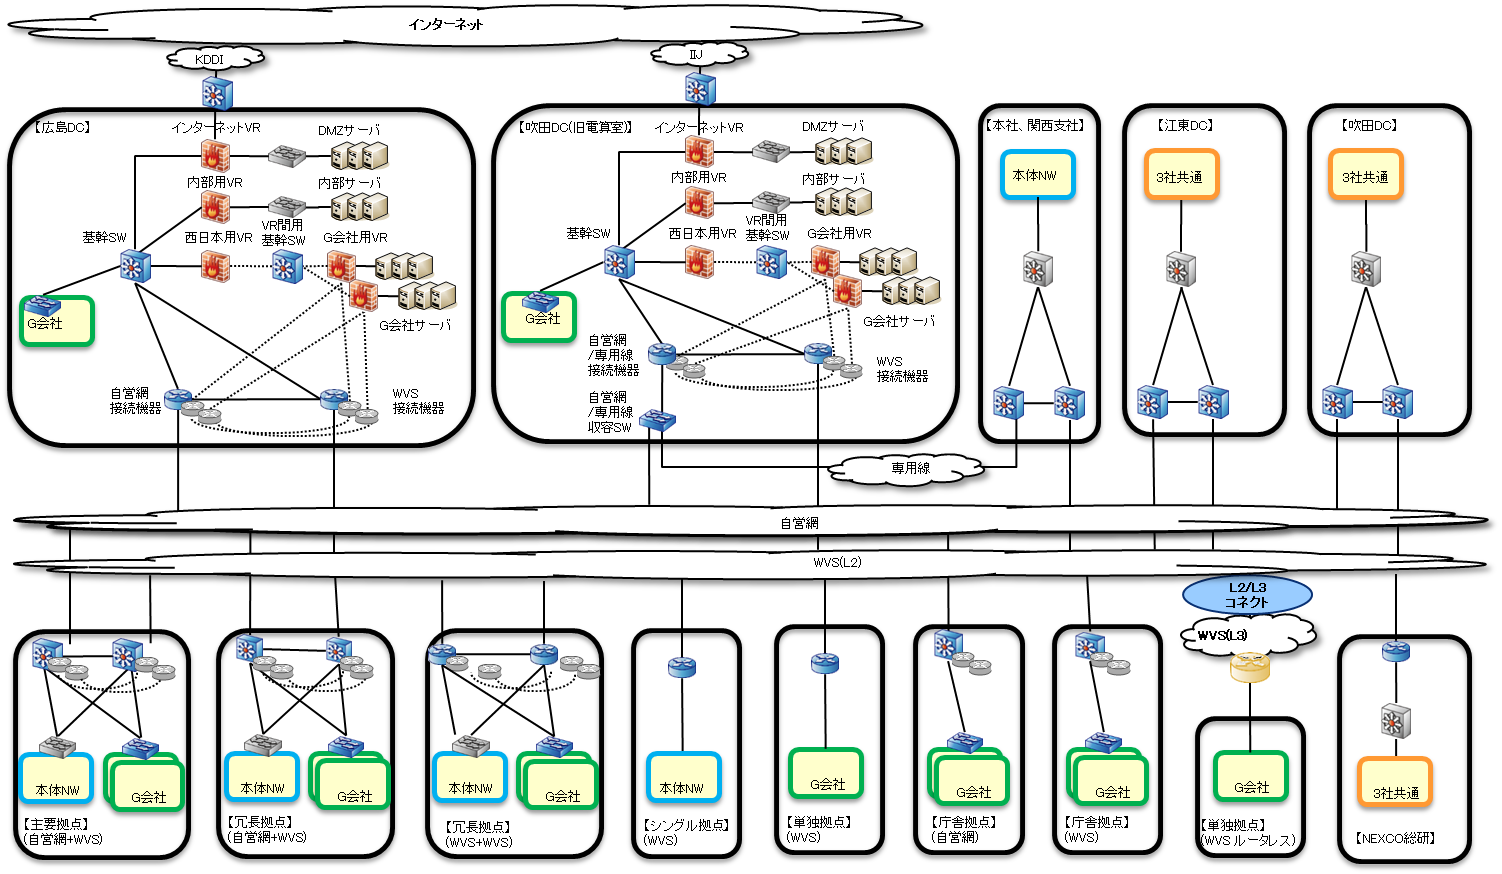 インターネット
KDDI
IIJ
【広島DC】
インターネットVR
DMZサーバ
内部用VR
内部サーバ
基幹SW
西日本用VR
VR間用
基幹SW
G会社用VR
G会社
G会社サーバ
自営網
接続機器
WVS
接続機器
【吹田DC(旧電算室)】
インターネットVR
DMZサーバ
内部用VR
内部サーバ
基幹SW
西日本用VR
VR間用
基幹SW
G会社用VR
G会社
G会社サーバ
自営網
/専用線
接続機器
WVS
接続機器
自営網
/専用線
収容SW
【本社、関西支社】
本体NW
【江東DC】
3社共通
【吹田DC】
3社共通
専用線
自営網
WVS(L2)
L2/L3
コネクト
WVS(L3)
本体NW
G会社
【主要拠点】
(自営網+WVS)
本体NW
G会社
【冗長拠点】
(自営網+WVS)
本体NW
G会社
【冗長拠点】
(WVS+WVS)
本体NW
【シングル拠点】
(WVS)
G会社
【単独拠点】
(WVS)
G会社
【庁舎拠点】
(自営網)
G会社
【庁舎拠点】
(WVS)
G会社
【単独拠点】
(WVS ルータレス)
3社共通
【NEXCO総研】